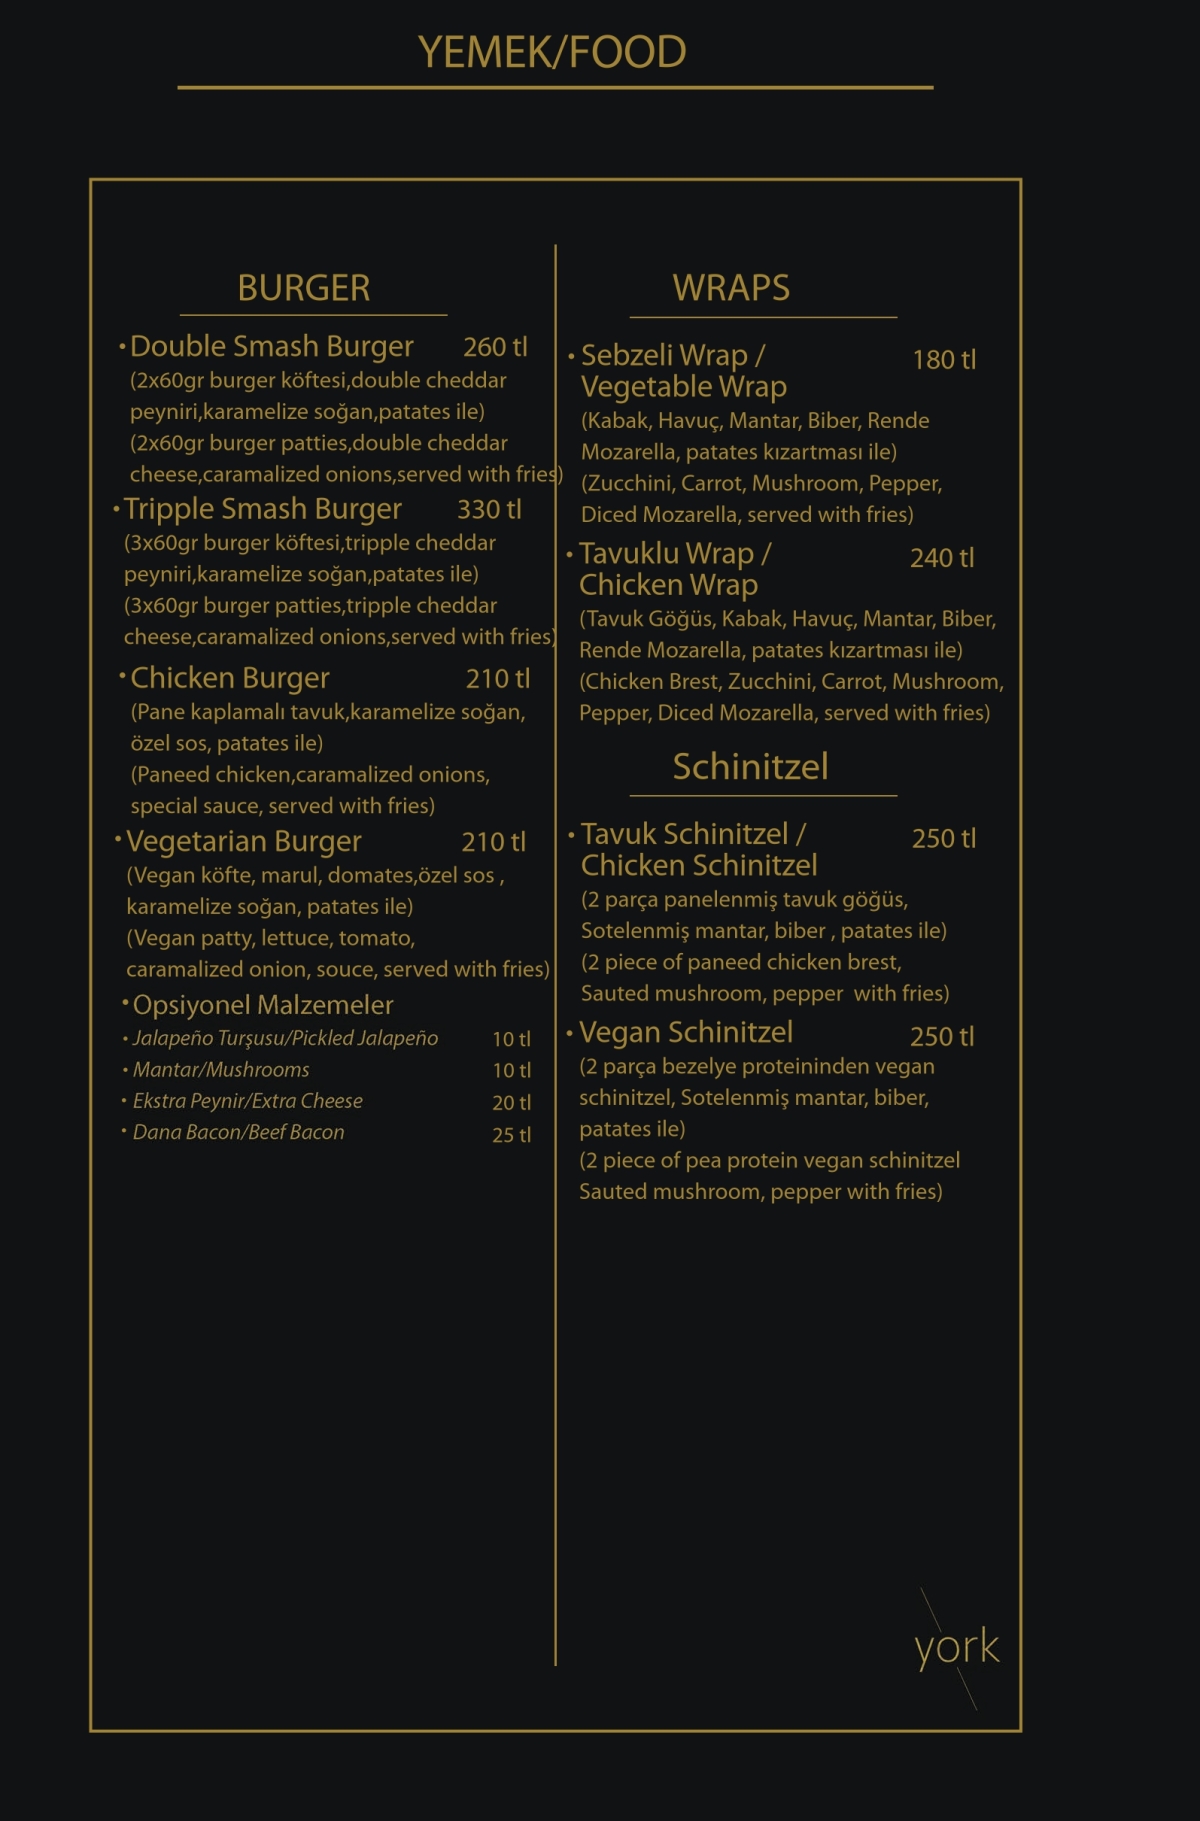 YEMEK/FOOD
BURGER
•Double Smash Burger 260 tl
(2x60gr burger köftesi,double cheddar
peyniri,karamelize soğan,patates ile)
(2x60gr burger patties,double cheddar
cheese,caramalized onions,served with fries)
•Tripple Smash Burger 330 tl
(3x60gr burger köftesi,tripple cheddar
peyniri,karamelize soğan,patates ile)
(3x60gr burger patties,tripple cheddar
cheese,caramalized onions,served with fries)
•Chicken Burger 210 tl
(Pane kaplamalı tavuk,karamelize soğan,
özel sos, patates ile)
(Paneed chicken,caramalized onions,
special sauce, served with fries)
•Vegetarian Burger 210 tl
(Vegan köfte, marul, domates,özel sos ,
karamelize soğan, patates ile)
(Vegan patty, lettuce, tomato,
caramalized onion, souce, served with fries)
•Opsiyonel Malzemeler
•Jalapeño Turşusu/Pickled Jalapeño 10 tl
•Mantar/Mushrooms 10 tl
•Ekstra Peynir/Extra Cheese 20 tl
•Dana Bacon/Beef Bacon 25 tl
WRAPS
•Sebzeli Wrap / 180 tl
Vegetable Wrap
(Kabak, Havuç, Mantar, Biber, Rende
Mozarella, patates kızartması ile)
(Zucchini, Carrot, Mushroom, Pepper,
Diced Mozarella, served with fries)
•Tavuklu Wrap / 240 tl
Chicken Wrap
(Tavuk Göğüs, Kabak, Havuç, Mantar, Biber,
Rende Mozarella, patates kızartması ile)
(Chicken Brest, Zucchini, Carrot, Mushroom,
Pepper, Diced Mozarella, served with fries)
Schinitzel
•Tavuk Schinitzel / 250 tl
Chicken Schinitzel
(2 parça panelenmiş tavuk göğüs,
Sotelenmiş mantar, biber , patates ile)
(2 piece of paneed chicken brest,
Sauted mushroom, pepper with fries)
•Vegan Schinitzel 250 tl
(2 parça bezelye proteininden vegan
schinitzel, Sotelenmiş mantar, biber,
patates ile)
(2 piece of pea protein vegan schinitzel
Sauted mushroom, pepper with fries)
york